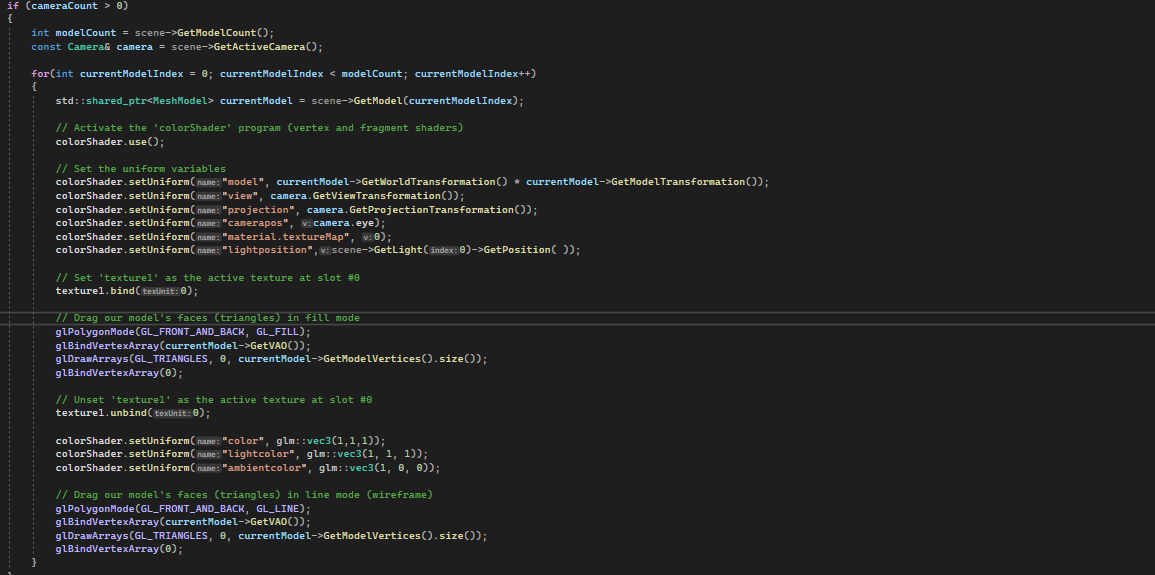 if (cameraCount > 0)
{
int modelCount = scene->GetModelCount();
const Camera& camera = scene->GetActiveCamera();
for(int currentModelIndex = 0; currentModelIndex < modelCount; currentModelIndex++)
{
std::shared_ptr<MeshModel> currentModel = scene->GetModel(currentModelIndex);
// Activate the 'colorShader' program (vertex and fragment shaders)
colorShader.use();
// Set the uniform variables
colorShader.setUniform(name:"model", currentModel->GetWorldTransformation() * currentModel->GetModelTransformation());
colorShader.setUniform(name:"view", camera.GetViewTransformation());
colorShader.setUniform(name:"projection", camera.GetProjectionTransformation());
colorShader.setUniform(name:"camerapos", v:camera.eye);
colorShader.setUniform(name:"material.textureMap", v:0);
colorShader.setUniform(name:"lightposition",v:scene->GetLight(index:0)->GetPosition( ));
// Set 'texture1' as the active texture at slot #0
texture1.bind(texUnit:0);
// Drag our model's faces (triangles) in fill mode
glPolygonMode(GL_FRONT_AND_BACK, GL_FILL);
glBindVertexArray(currentModel->GetVAO());
glDrawArrays(GL_TRIANGLES, 0, currentModel->GetModelVertices().size());
glBindVertexArray(0);
// Unset 'texture1' as the active texture at slot #0
texture1.unbind(texUnit:0);
colorShader.setUniform(name:"color", glm::vec3(1,1,1));
colorShader.setUniform(name:"lightcolor", glm::vec3(1, 1, 1));
colorShader.setUniform(name:"ambientcolor", glm::vec3(1, 0, 0));
// Drag our model's faces (triangles) in line mode (wireframe)
glPolygonMode(GL_FRONT_AND_BACK, GL_LINE);
glBindVertexArray(currentModel->GetVAO());
glDrawArrays(GL_TRIANGLES, 0, currentModel->GetModelVertices().size());
glBindVertexArray(0);
}